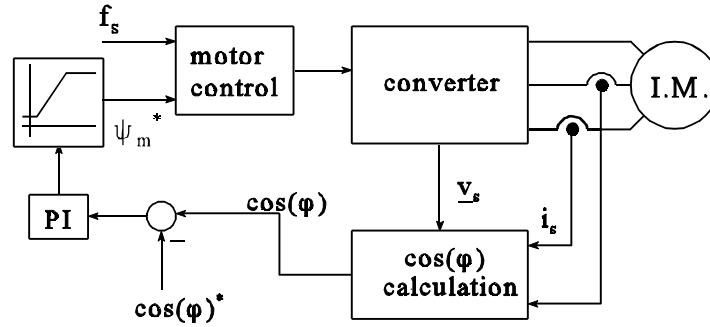 f_s
motor control
converter
I.M.
ψ_m*
v_s
cos(φ)
i_s
PI
cos(φ) calculation
−
cos(φ)*